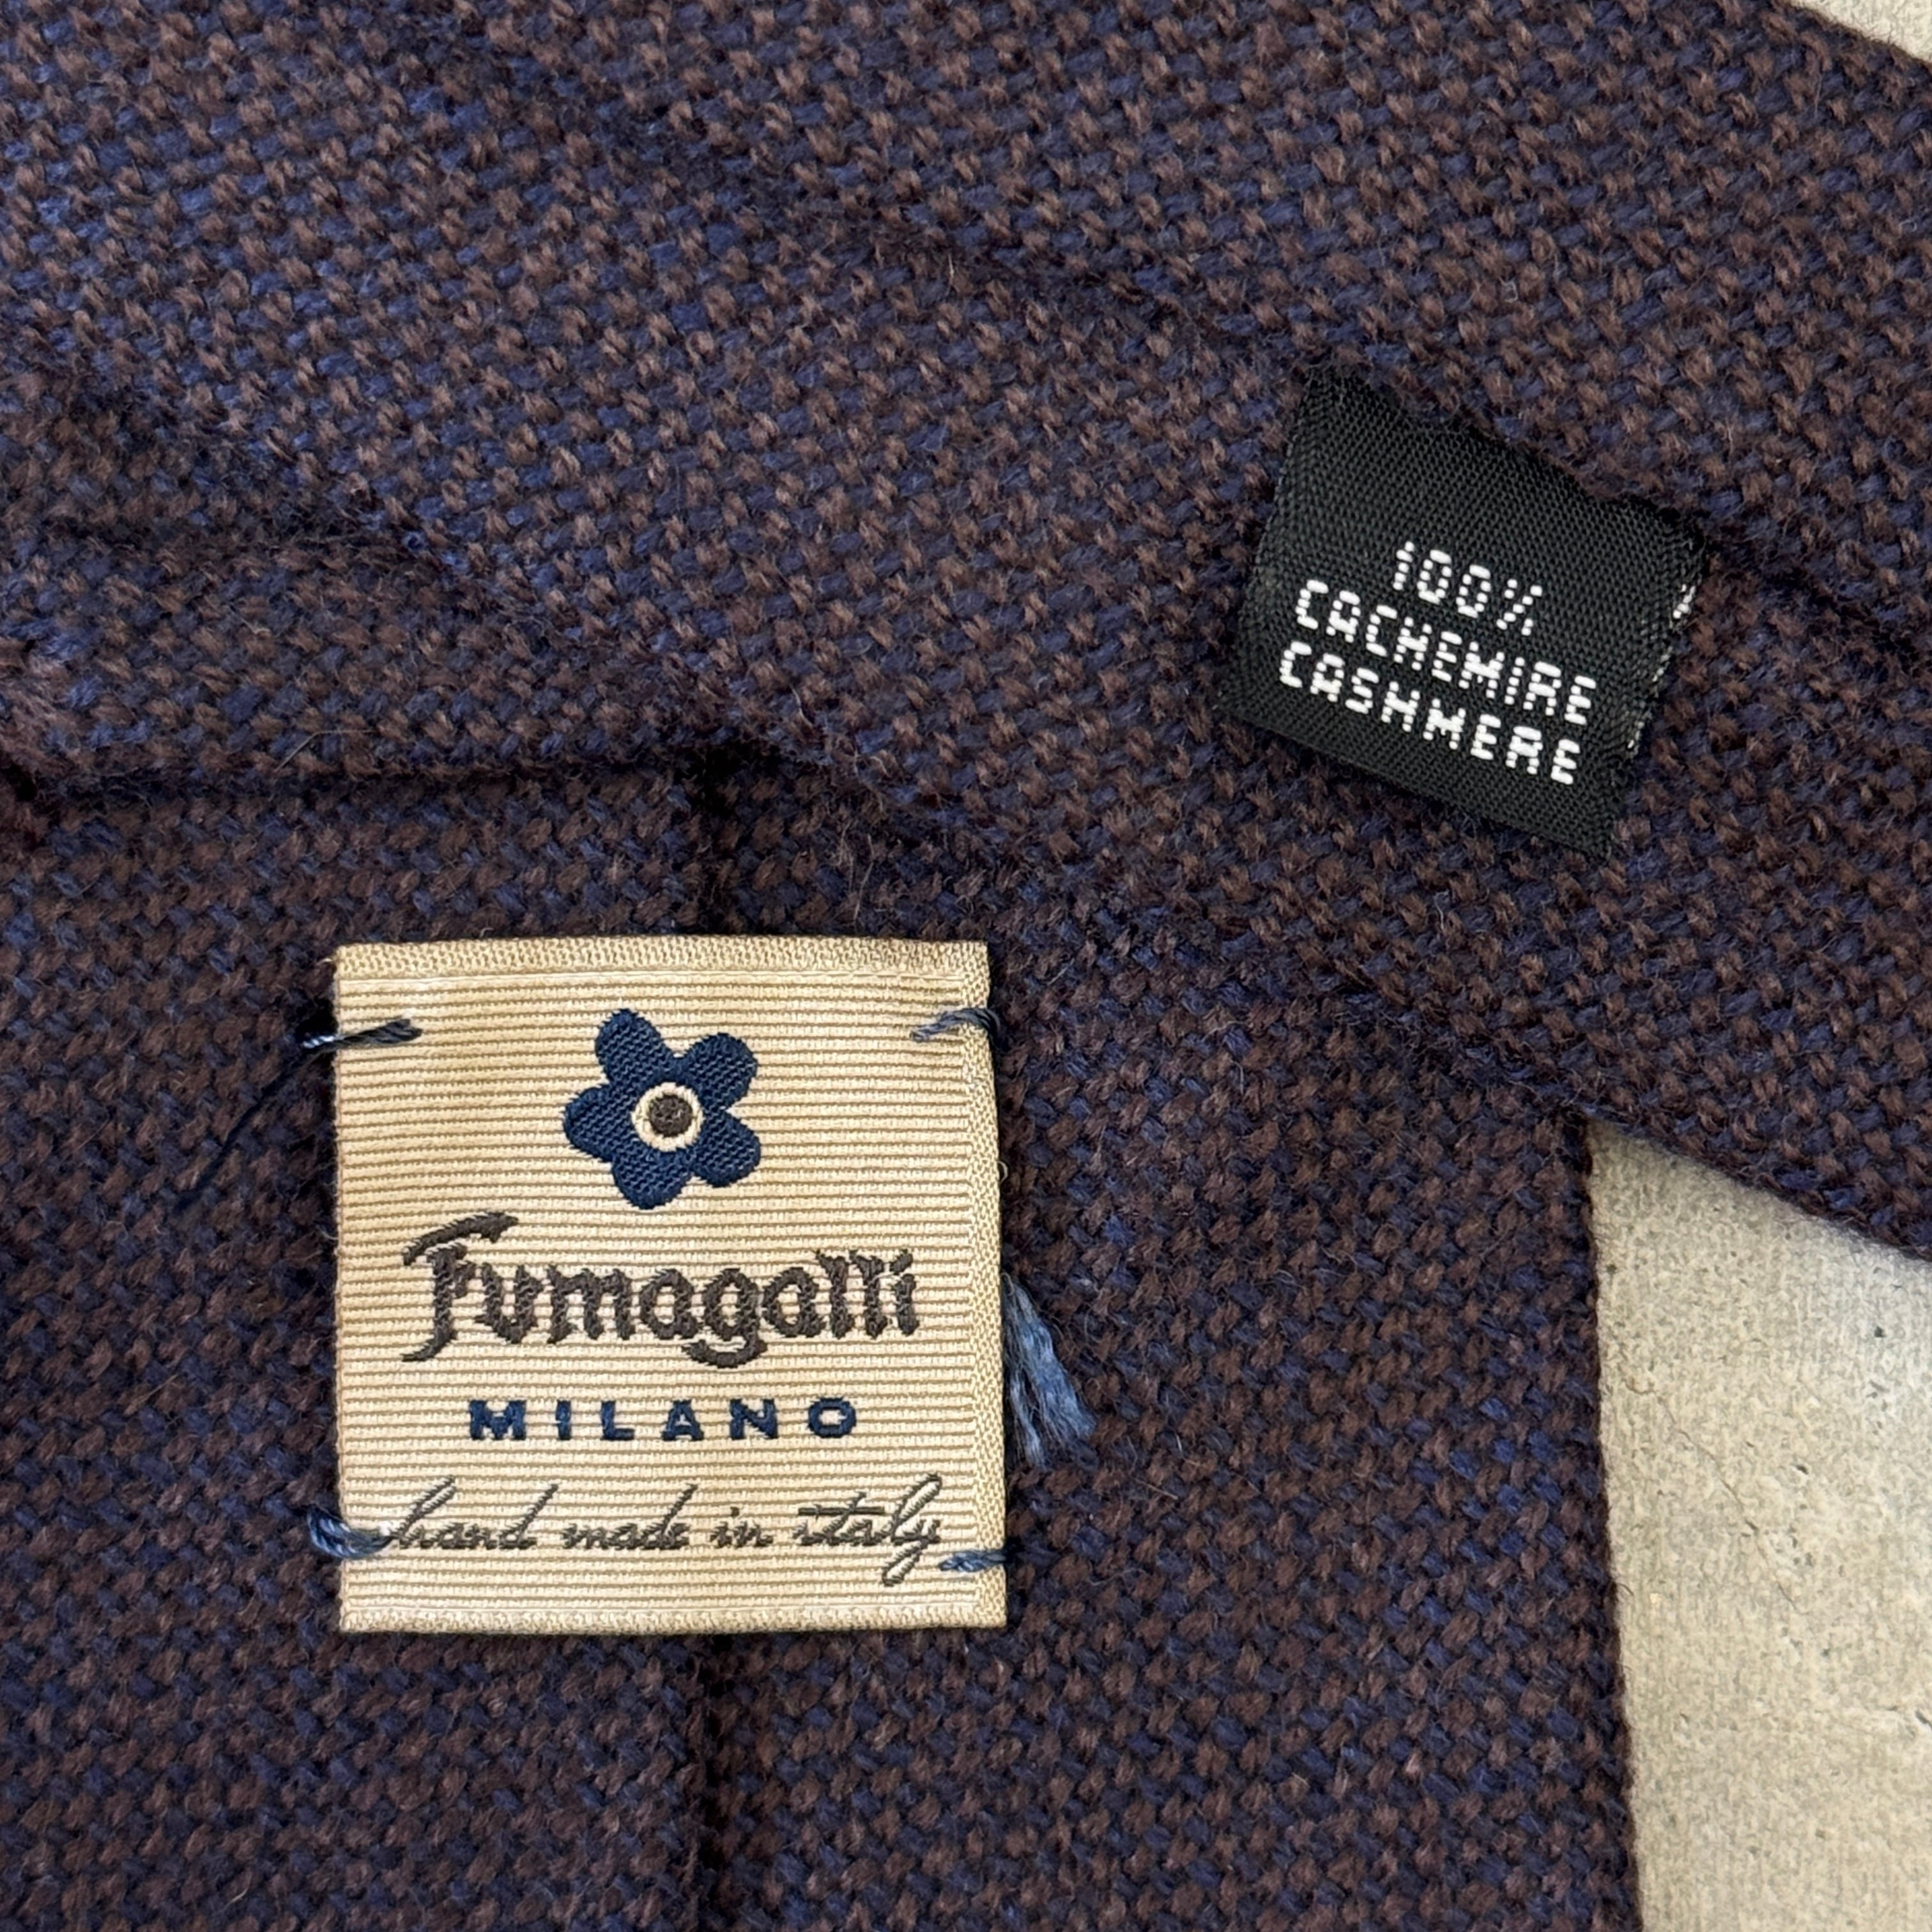 100%
CACHEMIRE
CASHMERE
Fumagalli
MILANO
hand made in italy